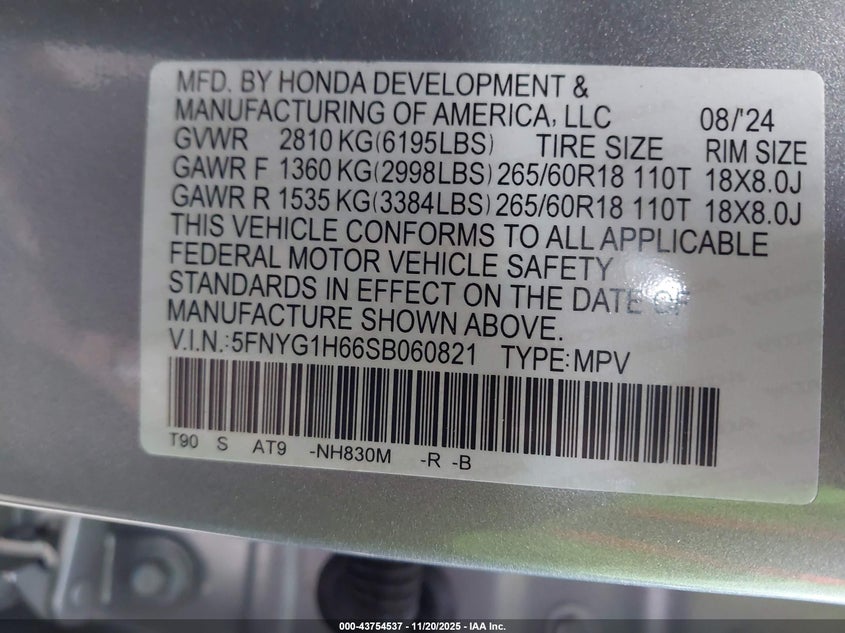 MFD. BY HONDA DEVELOPMENT &
MANUFACTURING OF AMERICA, LLC 08/'24
GVWR 2810 KG(6195LBS) TIRE SIZE RIM SIZE
GAWR F 1360 KG(2998LBS) 265/60R18 110T 18X8.0J
GAWR R 1535 KG(3384LBS) 265/60R18 110T 18X8.0J
THIS VEHICLE CONFORMS TO ALL APPLICABLE
FEDERAL MOTOR VEHICLE SAFETY
STANDARDS IN EFFECT ON THE DATE OF
MANUFACTURE SHOWN ABOVE.
V.I.N.:5FNYG1H66SB060821 TYPE:MPV
T90 S AT9 -NH830M -R -B
000-43754537 - 11/20/2025 - IAA Inc.